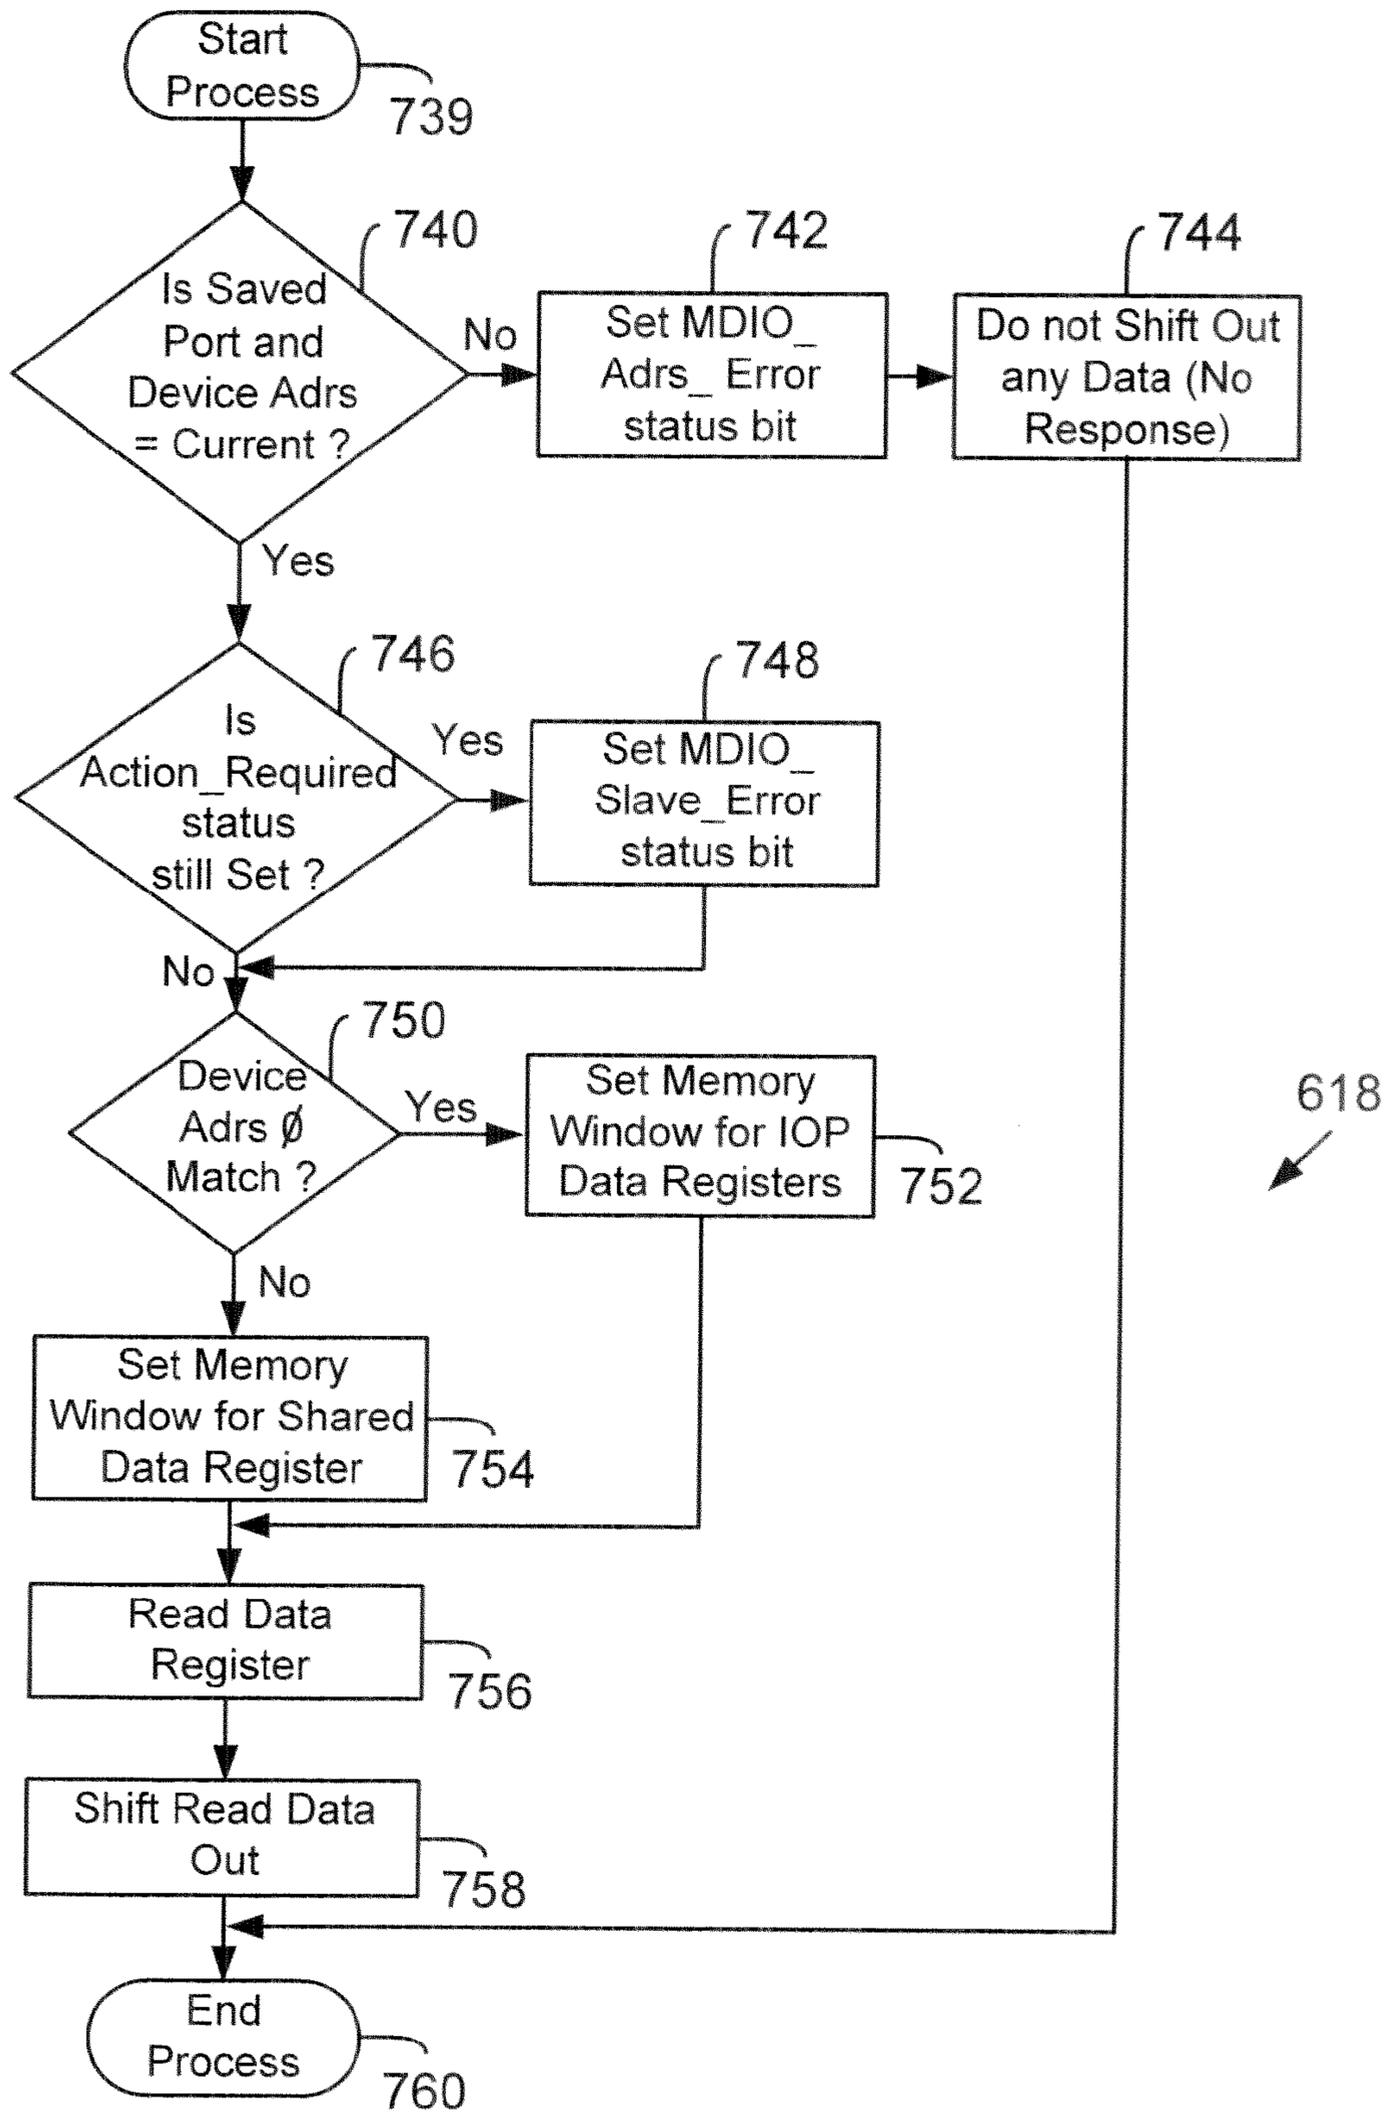 Start
Process
739
740
Is Saved
Port and
Device Adrs
= Current ?
No
742
Set MDIO_
Adrs_ Error
status bit
744
Do not Shift Out
any Data (No
Response)
Yes
746
Is
Action_Required
status
still Set ?
Yes
748
Set MDIO_
Slave_Error
status bit
No
750
Device
Adrs Ø
Match ?
Yes
Set Memory
Window for IOP
Data Registers
752
618
No
Set Memory
Window for Shared
Data Register
754
Read Data
Register
756
Shift Read Data
Out
758
End
Process
760